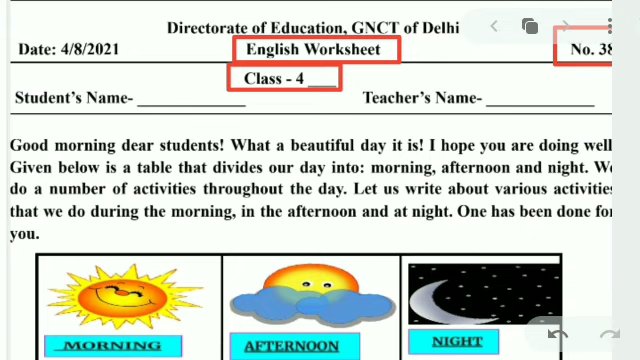 Directorate of Education, GNCT of Delhi
Date: 4/8/2021 English Worksheet No. 38
Class - 4
Student's Name- Teacher's Name-
Good morning dear students! What a beautiful day it is! I hope you are doing well
Given below is a table that divides our day into: morning, afternoon and night. We
do a number of activities throughout the day. Let us write about various activities
that we do during the morning, in the afternoon and at night. One has been done for
you.
MORNING AFTERNOON NIGHT